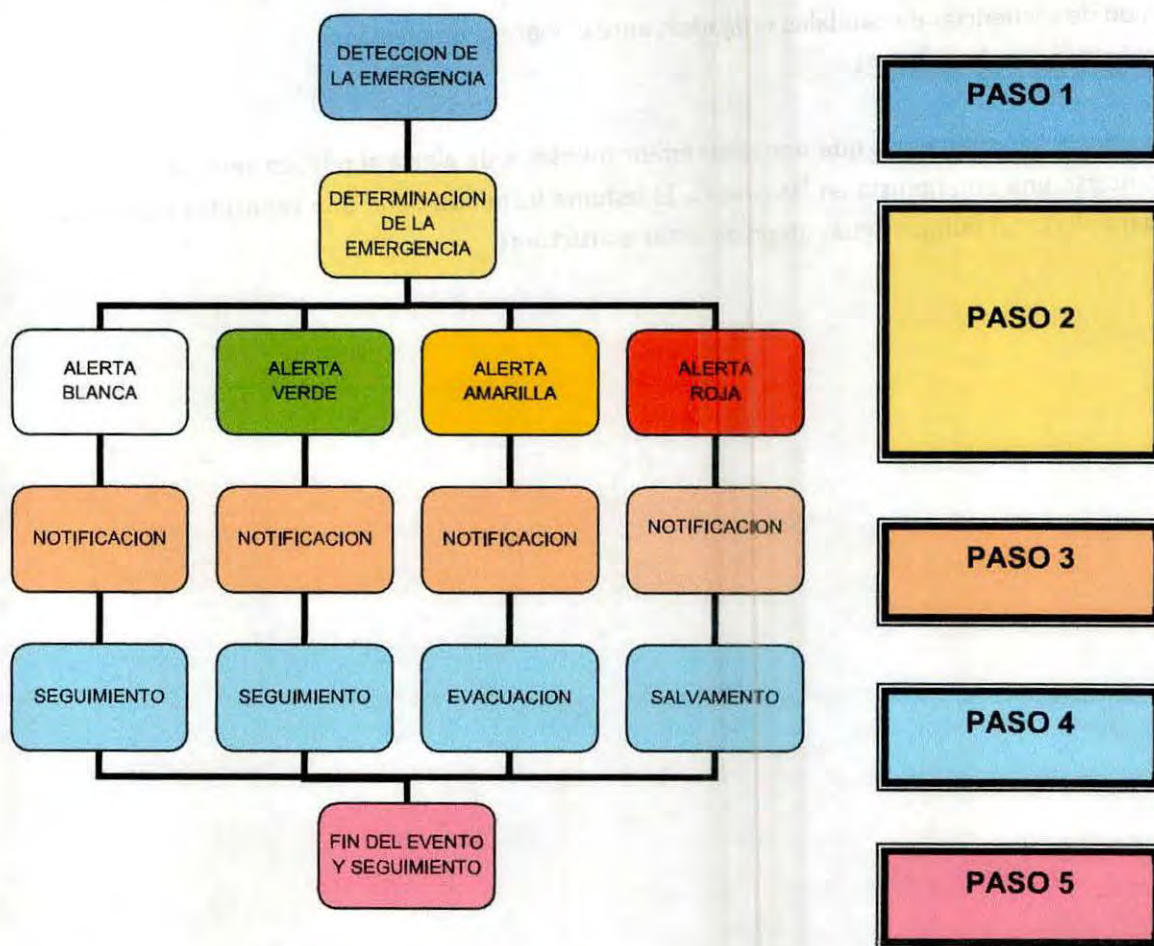 DETECCION DE
LA EMERGENCIA
PASO 1
DETERMINACION
DE LA
EMERGENCIA
PASO 2
ALERTA
BLANCA
ALERTA
VERDE
ALERTA
AMARILLA
ALERTA
ROJA
NOTIFICACION
NOTIFICACION
NOTIFICACION
NOTIFICACION
PASO 3
SEGUIMIENTO
SEGUIMIENTO
EVACUACION
SALVAMENTO
PASO 4
FIN DEL EVENTO
Y SEGUIMIENTO
PASO 5